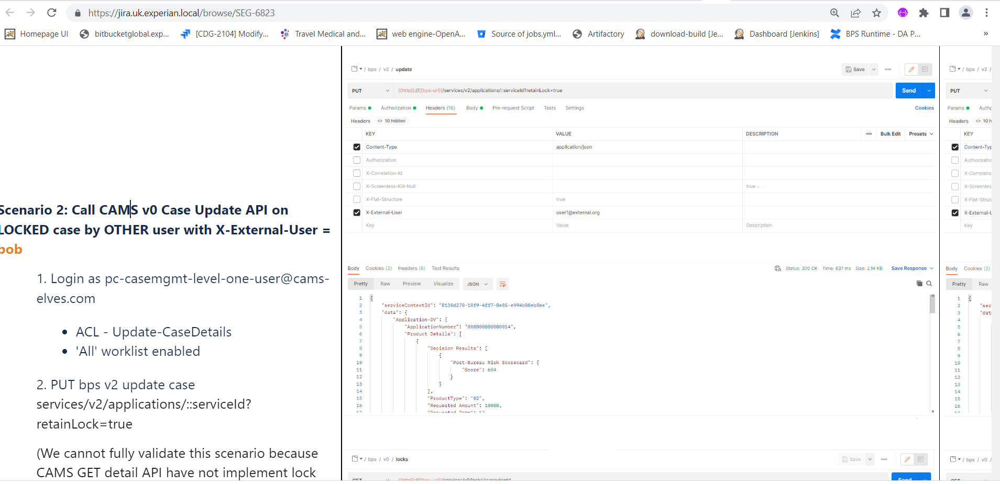 https://jira.uk.experian.local/browse/SEG-6823
Homepage UI
bitbucketglobal.exp...
[CDG-2104] Modify,...
Travel Medical and...
web engine-OpenA...
Source of jobs.yml...
Artifactory
download-build [Je...
Dashboard [Jenkins]
BPS Runtime - DA P...
»
Scenario 2: Call CAMS v0 Case Update API on
LOCKED case by OTHER user with X-External-User =
bob
1. Login as pc-casemgmt-level-one-user@cams-
elves.com
• ACL - Update-CaseDetails
• 'All' worklist enabled
2. PUT bps v2 update case
services/v2/applications/::serviceId?
retainLock=true
(We cannot fully validate this scenario because
CAMS GET detail API have not implement lock
/ bps / v2 / update
Save
PUT
{{http}}://{{bps-url}}/services/v2/applications/::serviceId?retainLock=true
Send
Params
Authorization
Headers (16)
Body
Pre-request Script
Tests
Settings
Cookies
Headers
10 hidden
KEY
VALUE
DESCRIPTION
Bulk Edit
Presets
Content-Type
application/json
Authorization
X-Correlation-Id
X-Screenless-Kill-Null
true - ...
X-Flat-Structure
true
X-External-User
user1@external.org
Key
Value
Description
Body
Cookies (2)
Headers (6)
Test Results
Status: 200 OK
Time: 637 ms
Size: 2.14 KB
Save Response
Pretty
Raw
Preview
Visualize
JSON
1 {
2 "serviceContextId": "8130d270-10f9-4ff7-8e05-e994b00eb8ee",
3 "data": {
4 "Application-DV": {
5 "ApplicationNumber": "000000000000014",
6 "Product Details": [
7 {
8 "Decision Results": [
9 {
10 "Post-Bureau Risk Scorecard": {
11 "Score": 684
12 }
13 }
14 ],
15 "ProductType": "02",
16 "Requested Amount": 10000,
17 "Requested Term": 12
/ bps / v0 / locks
Save
GET
{{http}}://{{bps-url}}/services/v0/locks/:caseviewId
Send
/ bps / v2 /
PUT
Params
Autho
Headers
10 h
KEY
Content-Typ
Authorizatio
X-Correlatio
X-Screenles
X-Flat-Struc
X-External-U
Key
Body
Cookies (2)
Pretty
Raw
1 {
2 "ser
3 "dat
4
5
6
7
8
9
10
11
12
13
14
15
16
17
/ bps / v0 /
GET